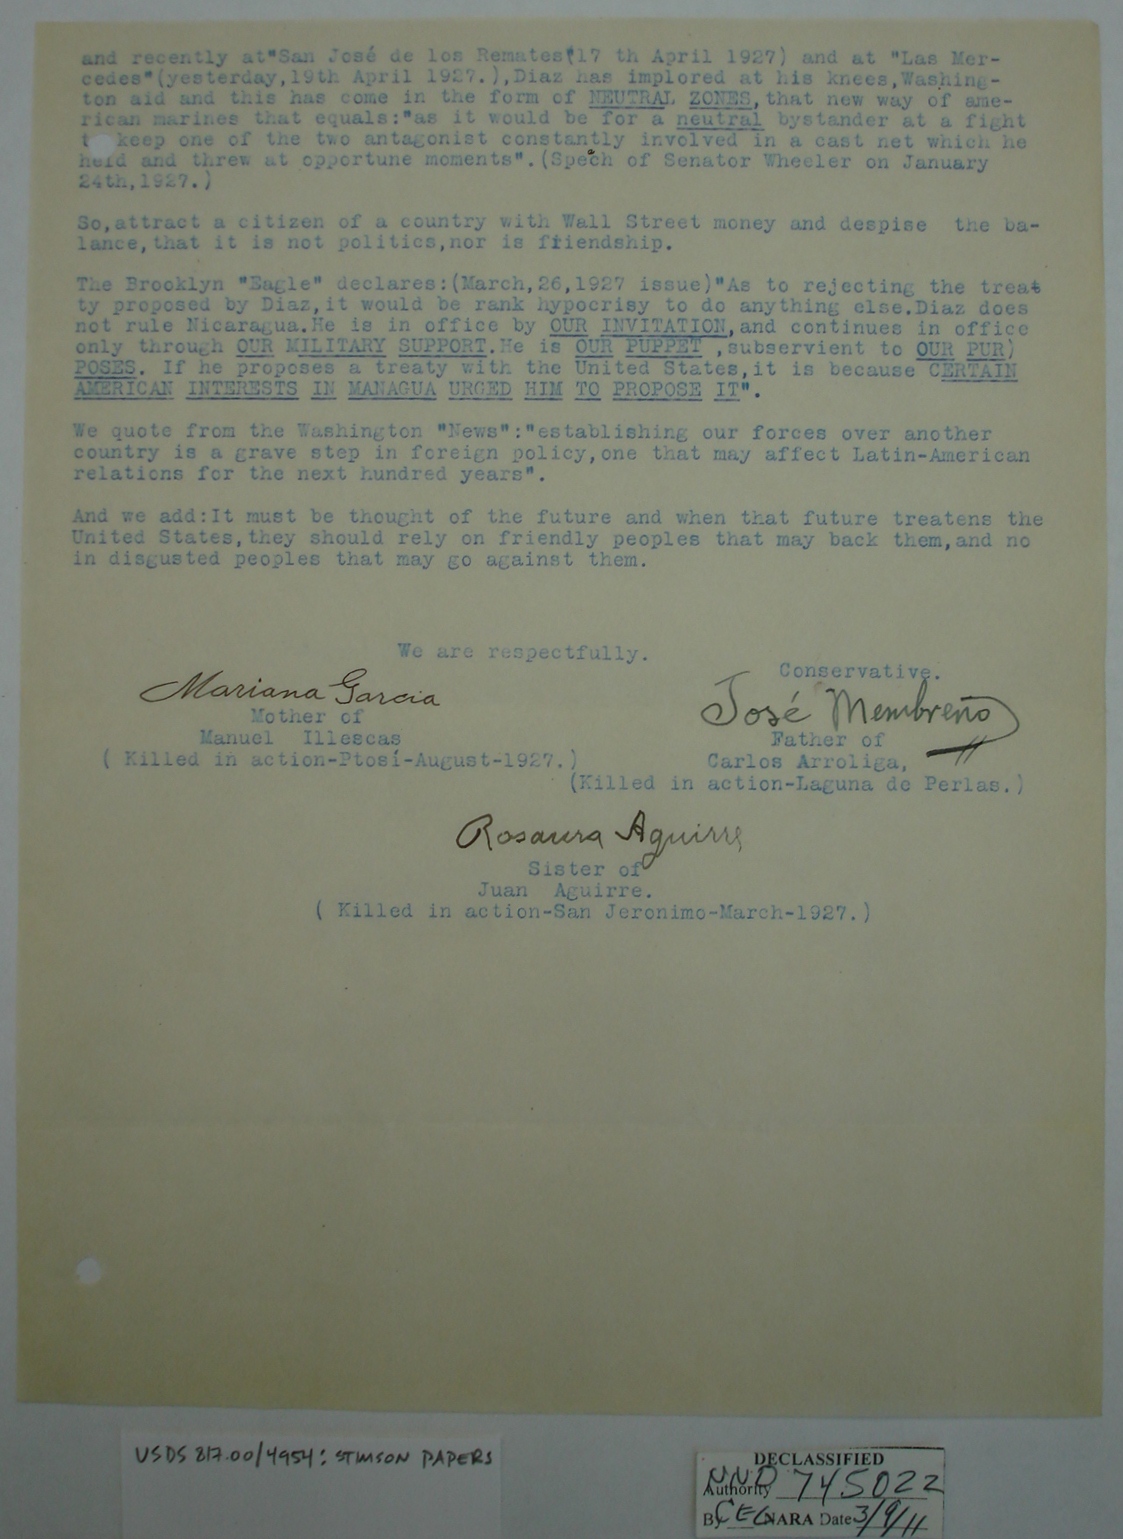 and recently at"San José de los Remates"(17 th April 1927) and at "Las Mer-
cedes"(yesterday,19th April 1927.),Diaz has implored at his knees,Washing-
ton aid and this has come in the form of NEUTRAL ZONES,that new way of ame-
rican marines that equals:"as it would be for a neutral bystander at a fight
t keep one of the two antagonist constantly involved in a cast net which he
held and threw at opportune moments".(Spech of Senator Wheeler on January
24th,1927.)
So,attract a citizen of a country with Wall Street money and despise the ba-
lance,that it is not politics,nor is friendship.
The Brooklyn "Eagle" declares:(March,26,1927 issue)"As to rejecting the treat
ty proposed by Diaz,it would be rank hypocrisy to do anything else.Diaz does
not rule Nicaragua.He is in office by OUR INVITATION,and continues in office
only through OUR MILITARY SUPPORT.He is OUR PUPPET ,subservient to OUR PUR)
POSES. If he proposes a treaty with the United States,it is because CERTAIN
AMERICAN INTERESTS IN MANAGUA URGED HIM TO PROPOSE IT".
We quote from the Washington "News":"establishing our forces over another
country is a grave step in foreign policy,one that may affect Latin-American
relations for the next hundred years".
And we add:It must be thought of the future and when that future treatens the
United States,they should rely on friendly peoples that may back them,and no
in disgusted peoples that may go against them.
We are respectfully.
Conservative.
Mariana Garcia
José Membreño
Mother of
Manuel Illescas
( Killed in action-Ptosí-August-1927.)
Father of
Carlos Arroliga,
(Killed in action-Laguna de Perlas.)
Rosaura Aguirre
Sister of
Juan Aguirre.
( Killed in action-San Jeronimo-March-1927.)
USDS 817.00/4954: STIMSON PAPERS
DECLASSIFIED
Authority NND 745022
By CEC NARA Date 3/9/11